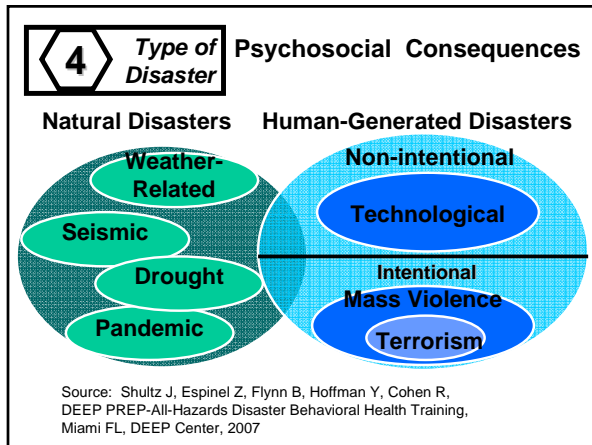 4
Type of
Disaster
Psychosocial Consequences
Natural Disasters
Human-Generated Disasters
Weather-
Related
Seismic
Drought
Pandemic
Non-intentional
Technological
Intentional
Mass Violence
Terrorism
Source: Shultz J, Espinel Z, Flynn B, Hoffman Y, Cohen R,
DEEP PREP-All-Hazards Disaster Behavioral Health Training,
Miami FL, DEEP Center, 2007